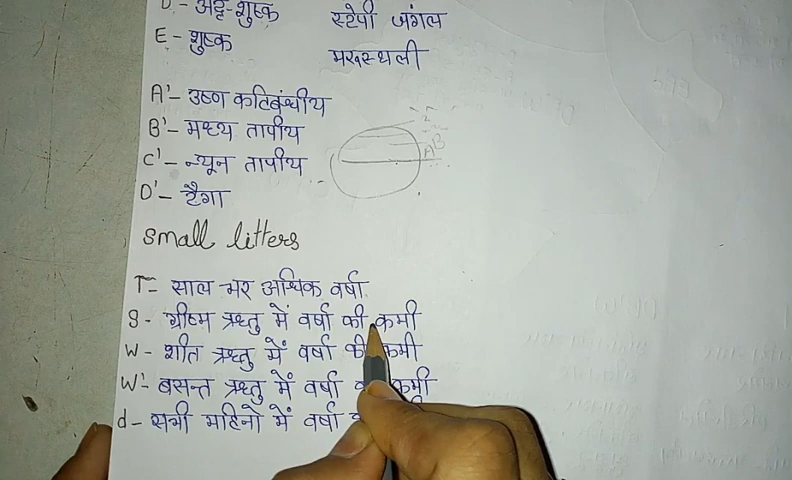 D - अर्द्ध-शुष्क स्टेपी जंगल
E - शुष्क मरूस्थली
A' - उष्ण कटिबंधीय
B' - मध्य तापीय
C' - न्यून तापीय
D' - टैगा
A B
small litters
T = साल भर अधिक वर्षा
S - ग्रीष्म ऋतु में वर्षा की कमी
W - शीत ऋतु में वर्षा की कमी
W' - बसन्त ऋतु में वर्षा कमी
d - सभी महिनो में वर्षा